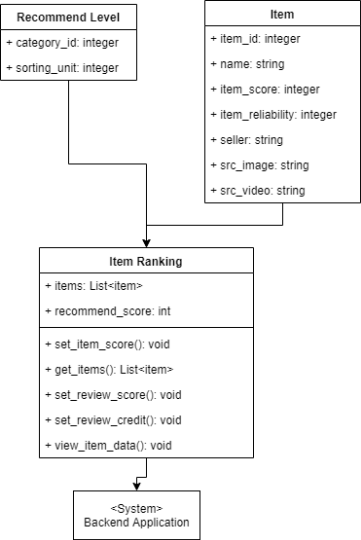 Recommend Level
+ category_id: integer
+ sorting_unit: integer
Item
+ item_id: integer
+ name: string
+ item_score: integer
+ item_reliability: integer
+ seller: string
+ src_image: string
+ src_video: string
Item Ranking
+ items: List<item>
+ recommend_score: int
+ set_item_score(): void
+ get_items(): List<item>
+ set_review_score(): void
+ set_review_credit(): void
+ view_item_data(): void
<System>
Backend Application